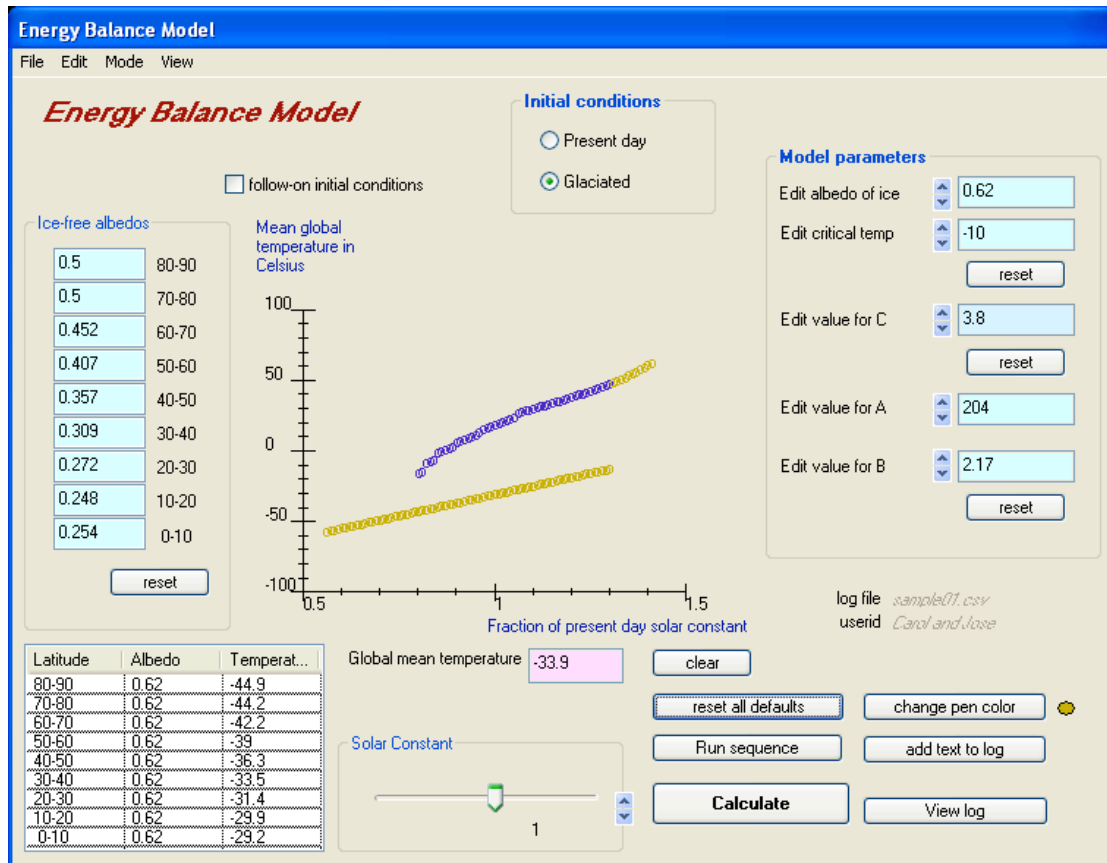 Energy Balance Model
File Edit Mode View
Energy Balance Model
Initial conditions
Present day
Glaciated
follow-on initial conditions
Model parameters
Edit albedo of ice 0.62
Edit critical temp -10
reset
Edit value for C 3.8
reset
Edit value for A 204
Edit value for B 2.17
reset
Ice-free albedos
0.5 80-90
0.5 70-80
0.452 60-70
0.407 50-60
0.357 40-50
0.309 30-40
0.272 20-30
0.248 10-20
0.254 0-10
reset
Mean global
temperature in
Celsius
100
50
0
-50
-100
0.5 1 1.5
Fraction of present day solar constant
log file sample01.csv
userid Carol and Jose
Latitude Albedo Temperat...
80-90 0.62 -44.9
70-80 0.62 -44.2
60-70 0.62 -42.2
50-60 0.62 -39
40-50 0.62 -36.3
30-40 0.62 -33.5
20-30 0.62 -31.4
10-20 0.62 -29.9
0-10 0.62 -29.2
Global mean temperature -33.9
clear
reset all defaults change pen color
Run sequence add text to log
Calculate View log
Solar Constant
1